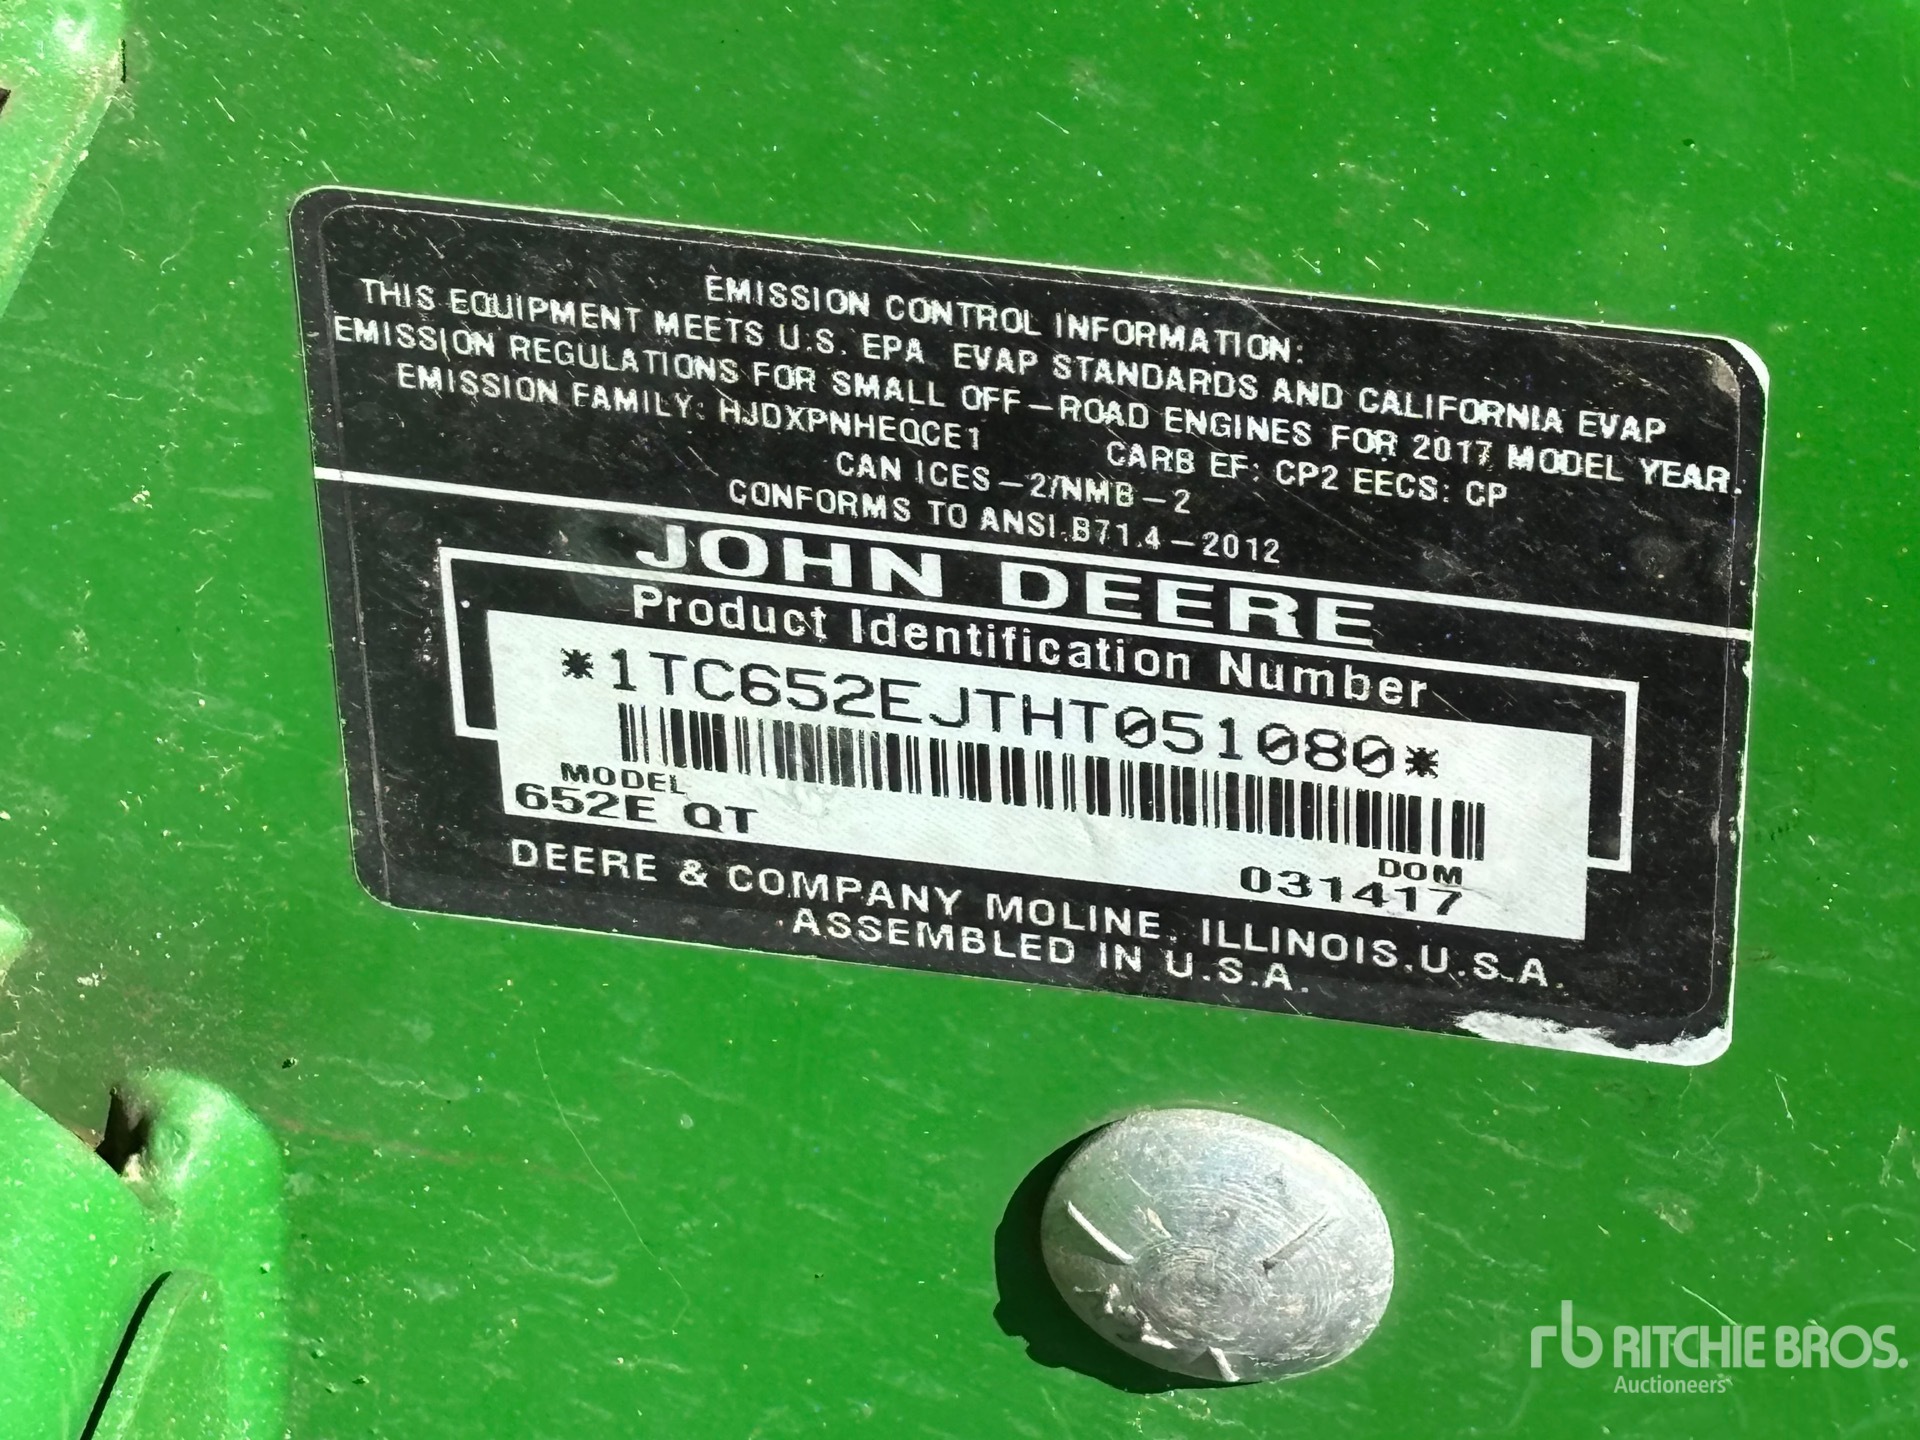 EMISSION CONTROL INFORMATION:
THIS EQUIPMENT MEETS U.S. EPA EVAP STANDARDS AND CALIFORNIA EVAP
EMISSION REGULATIONS FOR SMALL OFF-ROAD ENGINES FOR 2017 MODEL YEAR.
EMISSION FAMILY: HJDXPNHEQCE1 CARB EF: CP2 EECS: CP
CAN ICES-2/NMB-2
CONFORMS TO ANSI.B71.4-2012
JOHN DEERE
Product Identification Number
*1TC652EJTHT051080*
MODEL
652E QT
DOM
031417
DEERE & COMPANY MOLINE, ILLINOIS.U.S.A.
ASSEMBLED IN U.S.A.
rb RITCHIE BROS.
Auctioneers